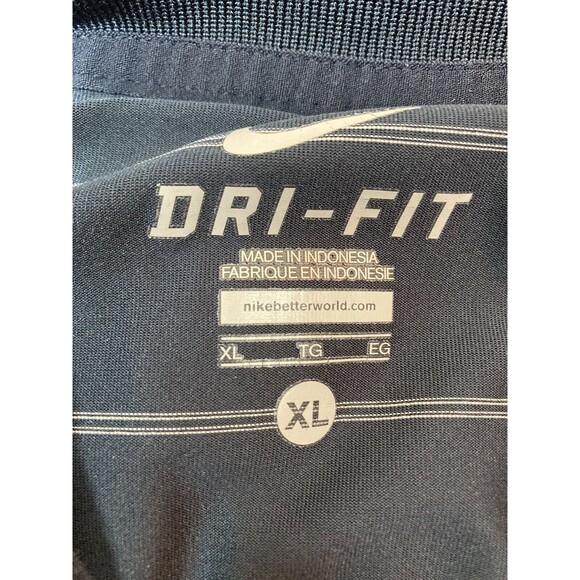 DRI-FIT
MADE IN INDONESIA
FABRIQUE EN INDONESIE
nikebetterworld.com
XL TG EG
XL